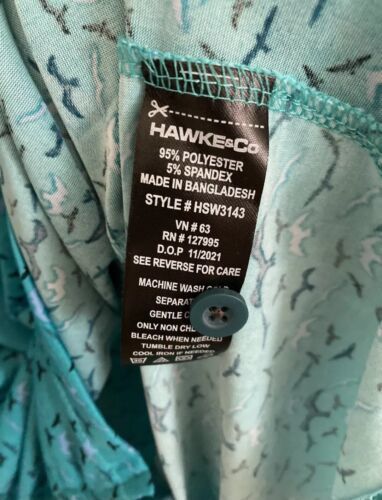 HAWKE&Co
95% POLYESTER
5% SPANDEX
MADE IN BANGLADESH
STYLE # HSW3143
VN # 63
RN # 127995
D.O.P 11/2021
SEE REVERSE FOR CARE
MACHINE WASH
SEPARAT
GENTLE C
ONLY NON CH
BLEACH WHEN NEEDED
TUMBLE DRY LOW
COOL IRON IF NEEDED